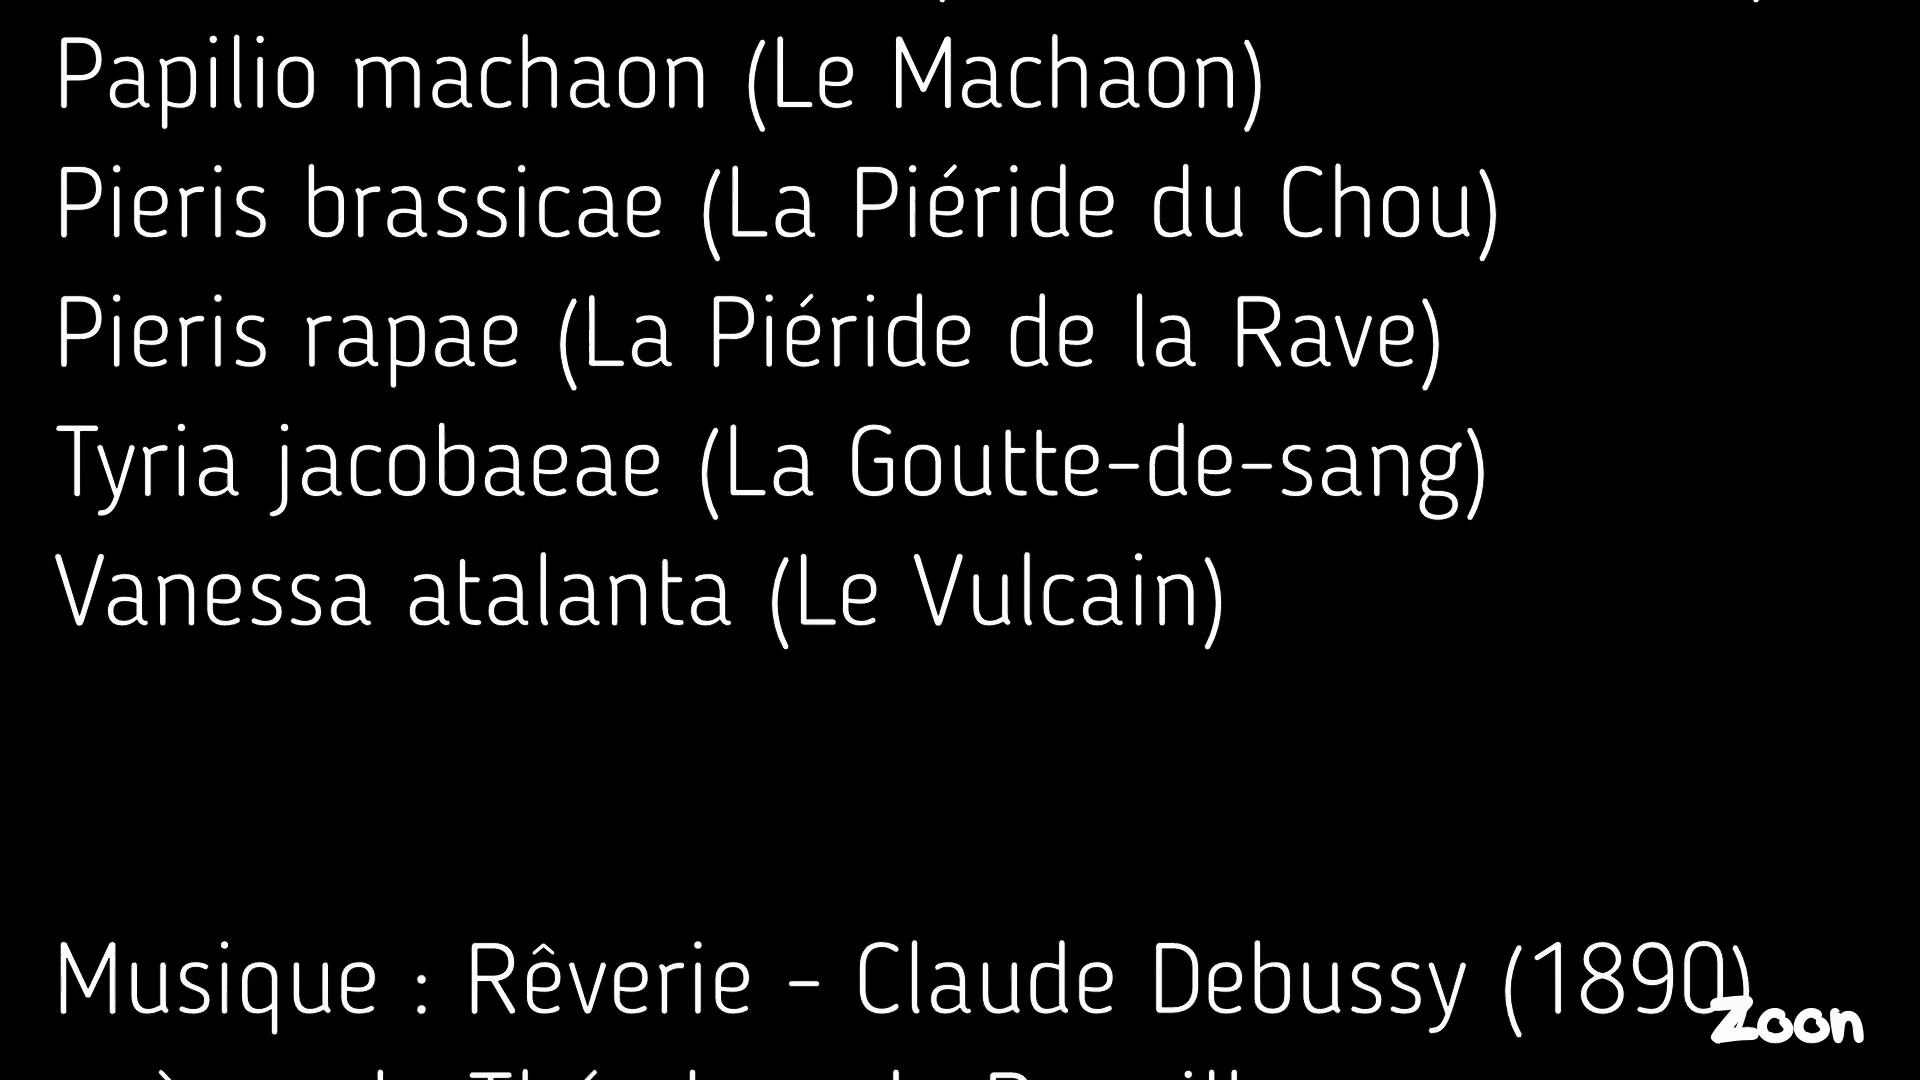 Papilio machaon (Le Machaon)
Pieris brassicae (La Piéride du Chou)
Pieris rapae (La Piéride de la Rave)
Tyria jacobaeae (La Goutte-de-sang)
Vanessa atalanta (Le Vulcain)
Musique : Rêverie - Claude Debussy (1890)
zoon